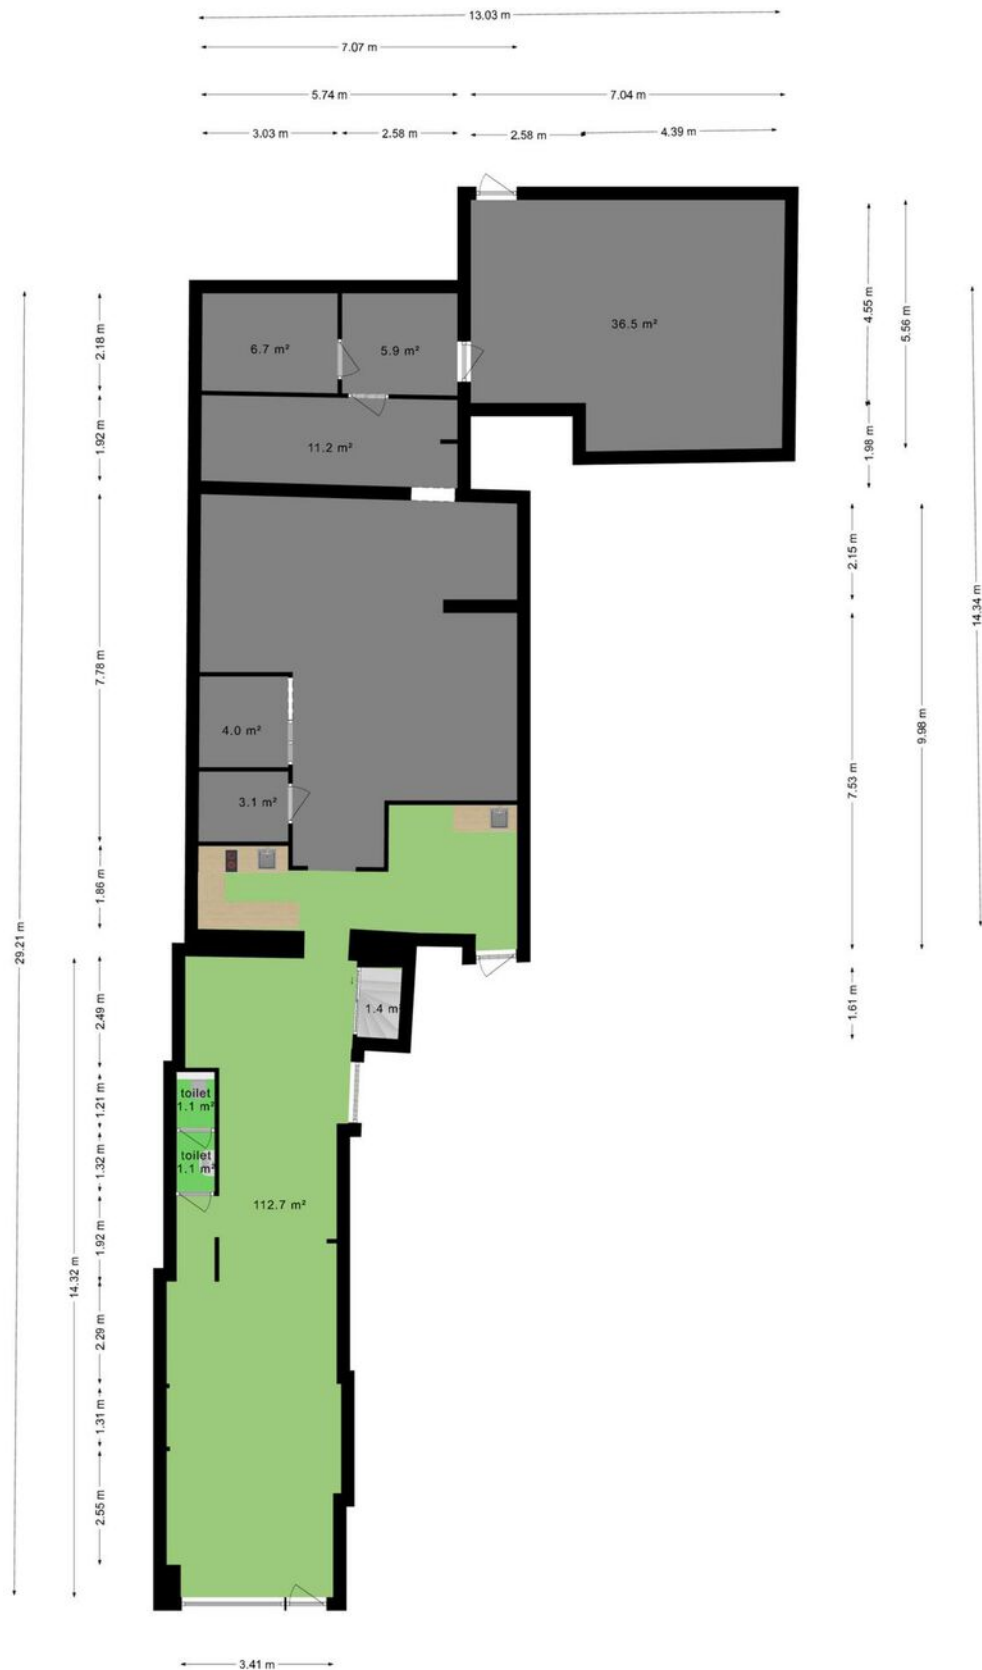 13.03 m
7.07 m
5.74 m
7.04 m
3.03 m
2.58 m
2.58 m
4.39 m
36.5 m²
6.7 m²
5.9 m²
11.2 m²
4.0 m²
3.1 m²
1.4 m²
toilet
1.1 m²
toilet
1.1 m²
112.7 m²
29.21 m
2.18 m
1.92 m
7.78 m
1.86 m
14.32 m
2.49 m
1.21 m
1.32 m
1.92 m
2.29 m
1.31 m
2.55 m
4.55 m
5.56 m
1.98 m
2.15 m
7.53 m
9.98 m
14.34 m
1.61 m
3.41 m